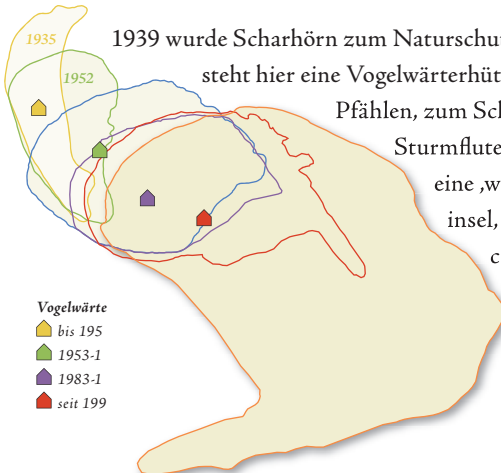 1935
1952
1939 wurde Scharhörn zum Naturschu
steht hier eine Vogelwärterhüt
Pfählen, zum Sch
Sturmflute
eine ‚w
insel,
c
Vogelwärte
bis 195
1953-1
1983-1
seit 199